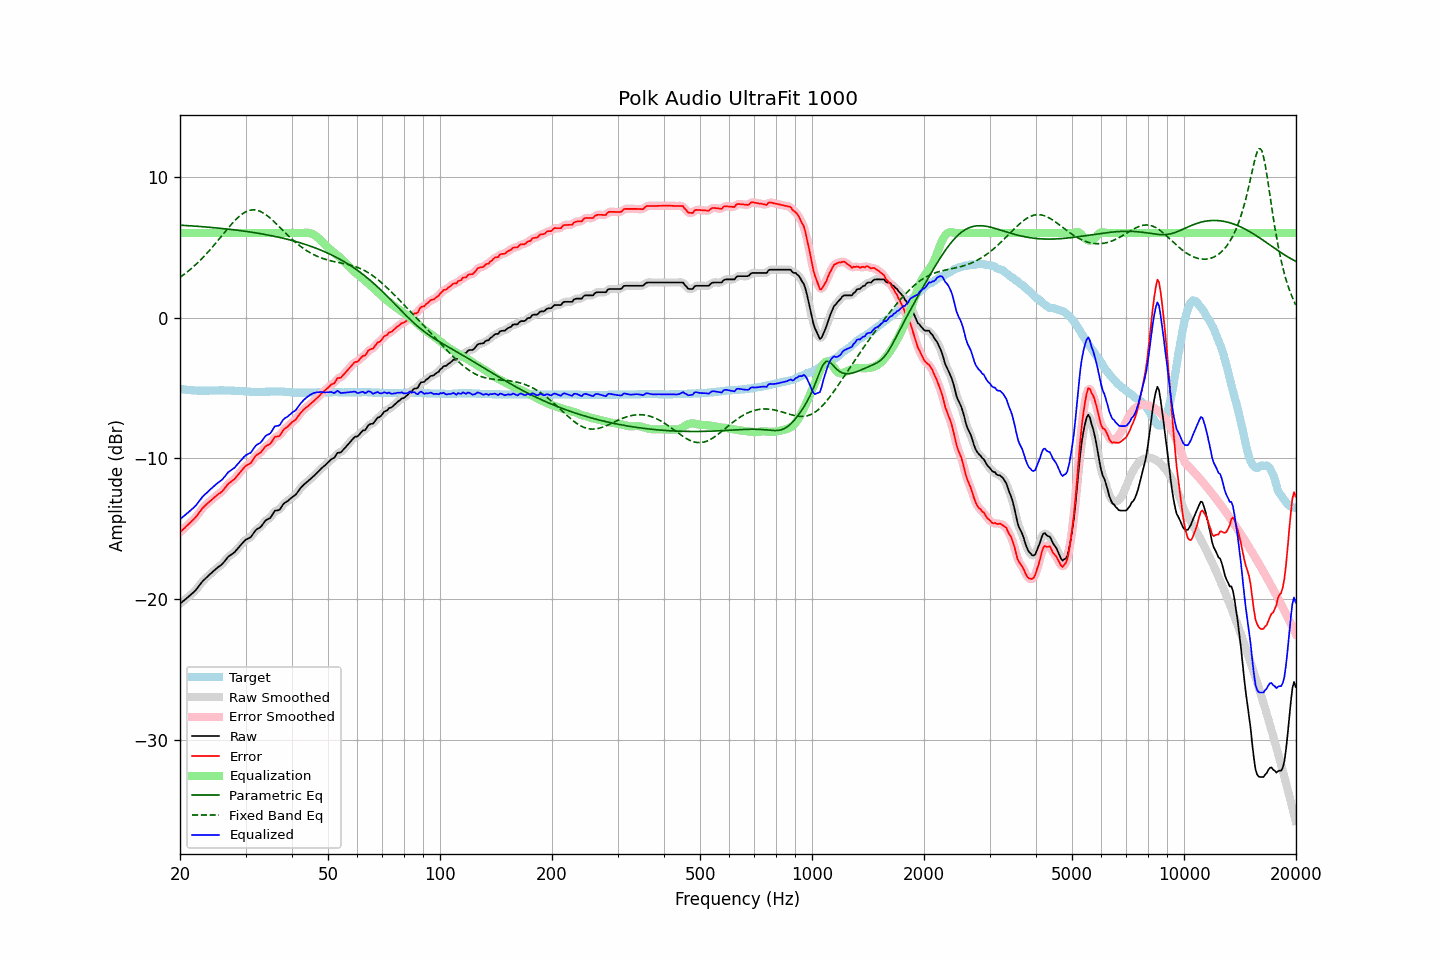 Polk Audio UltraFit 1000
Amplitude (dBr)
10
0
−10
−20
−30
Target
Raw Smoothed
Error Smoothed
Raw
Error
Equalization
Parametric Eq
Fixed Band Eq
Equalized
20 50 100 200 500 1000 2000 5000 10000 20000
Frequency (Hz)